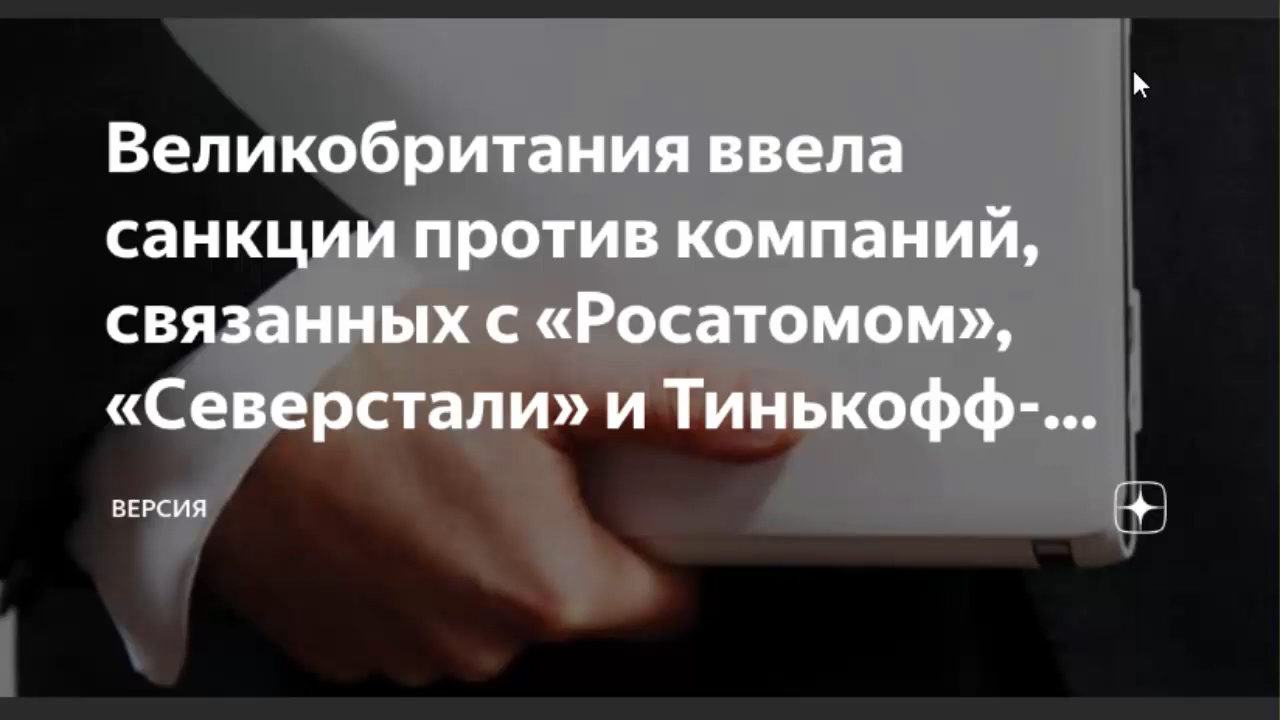 Великобритания ввела
санкции против компаний,
связанных с «Росатомом»,
«Северстали» и Тинькофф-...
ВЕРСИЯ